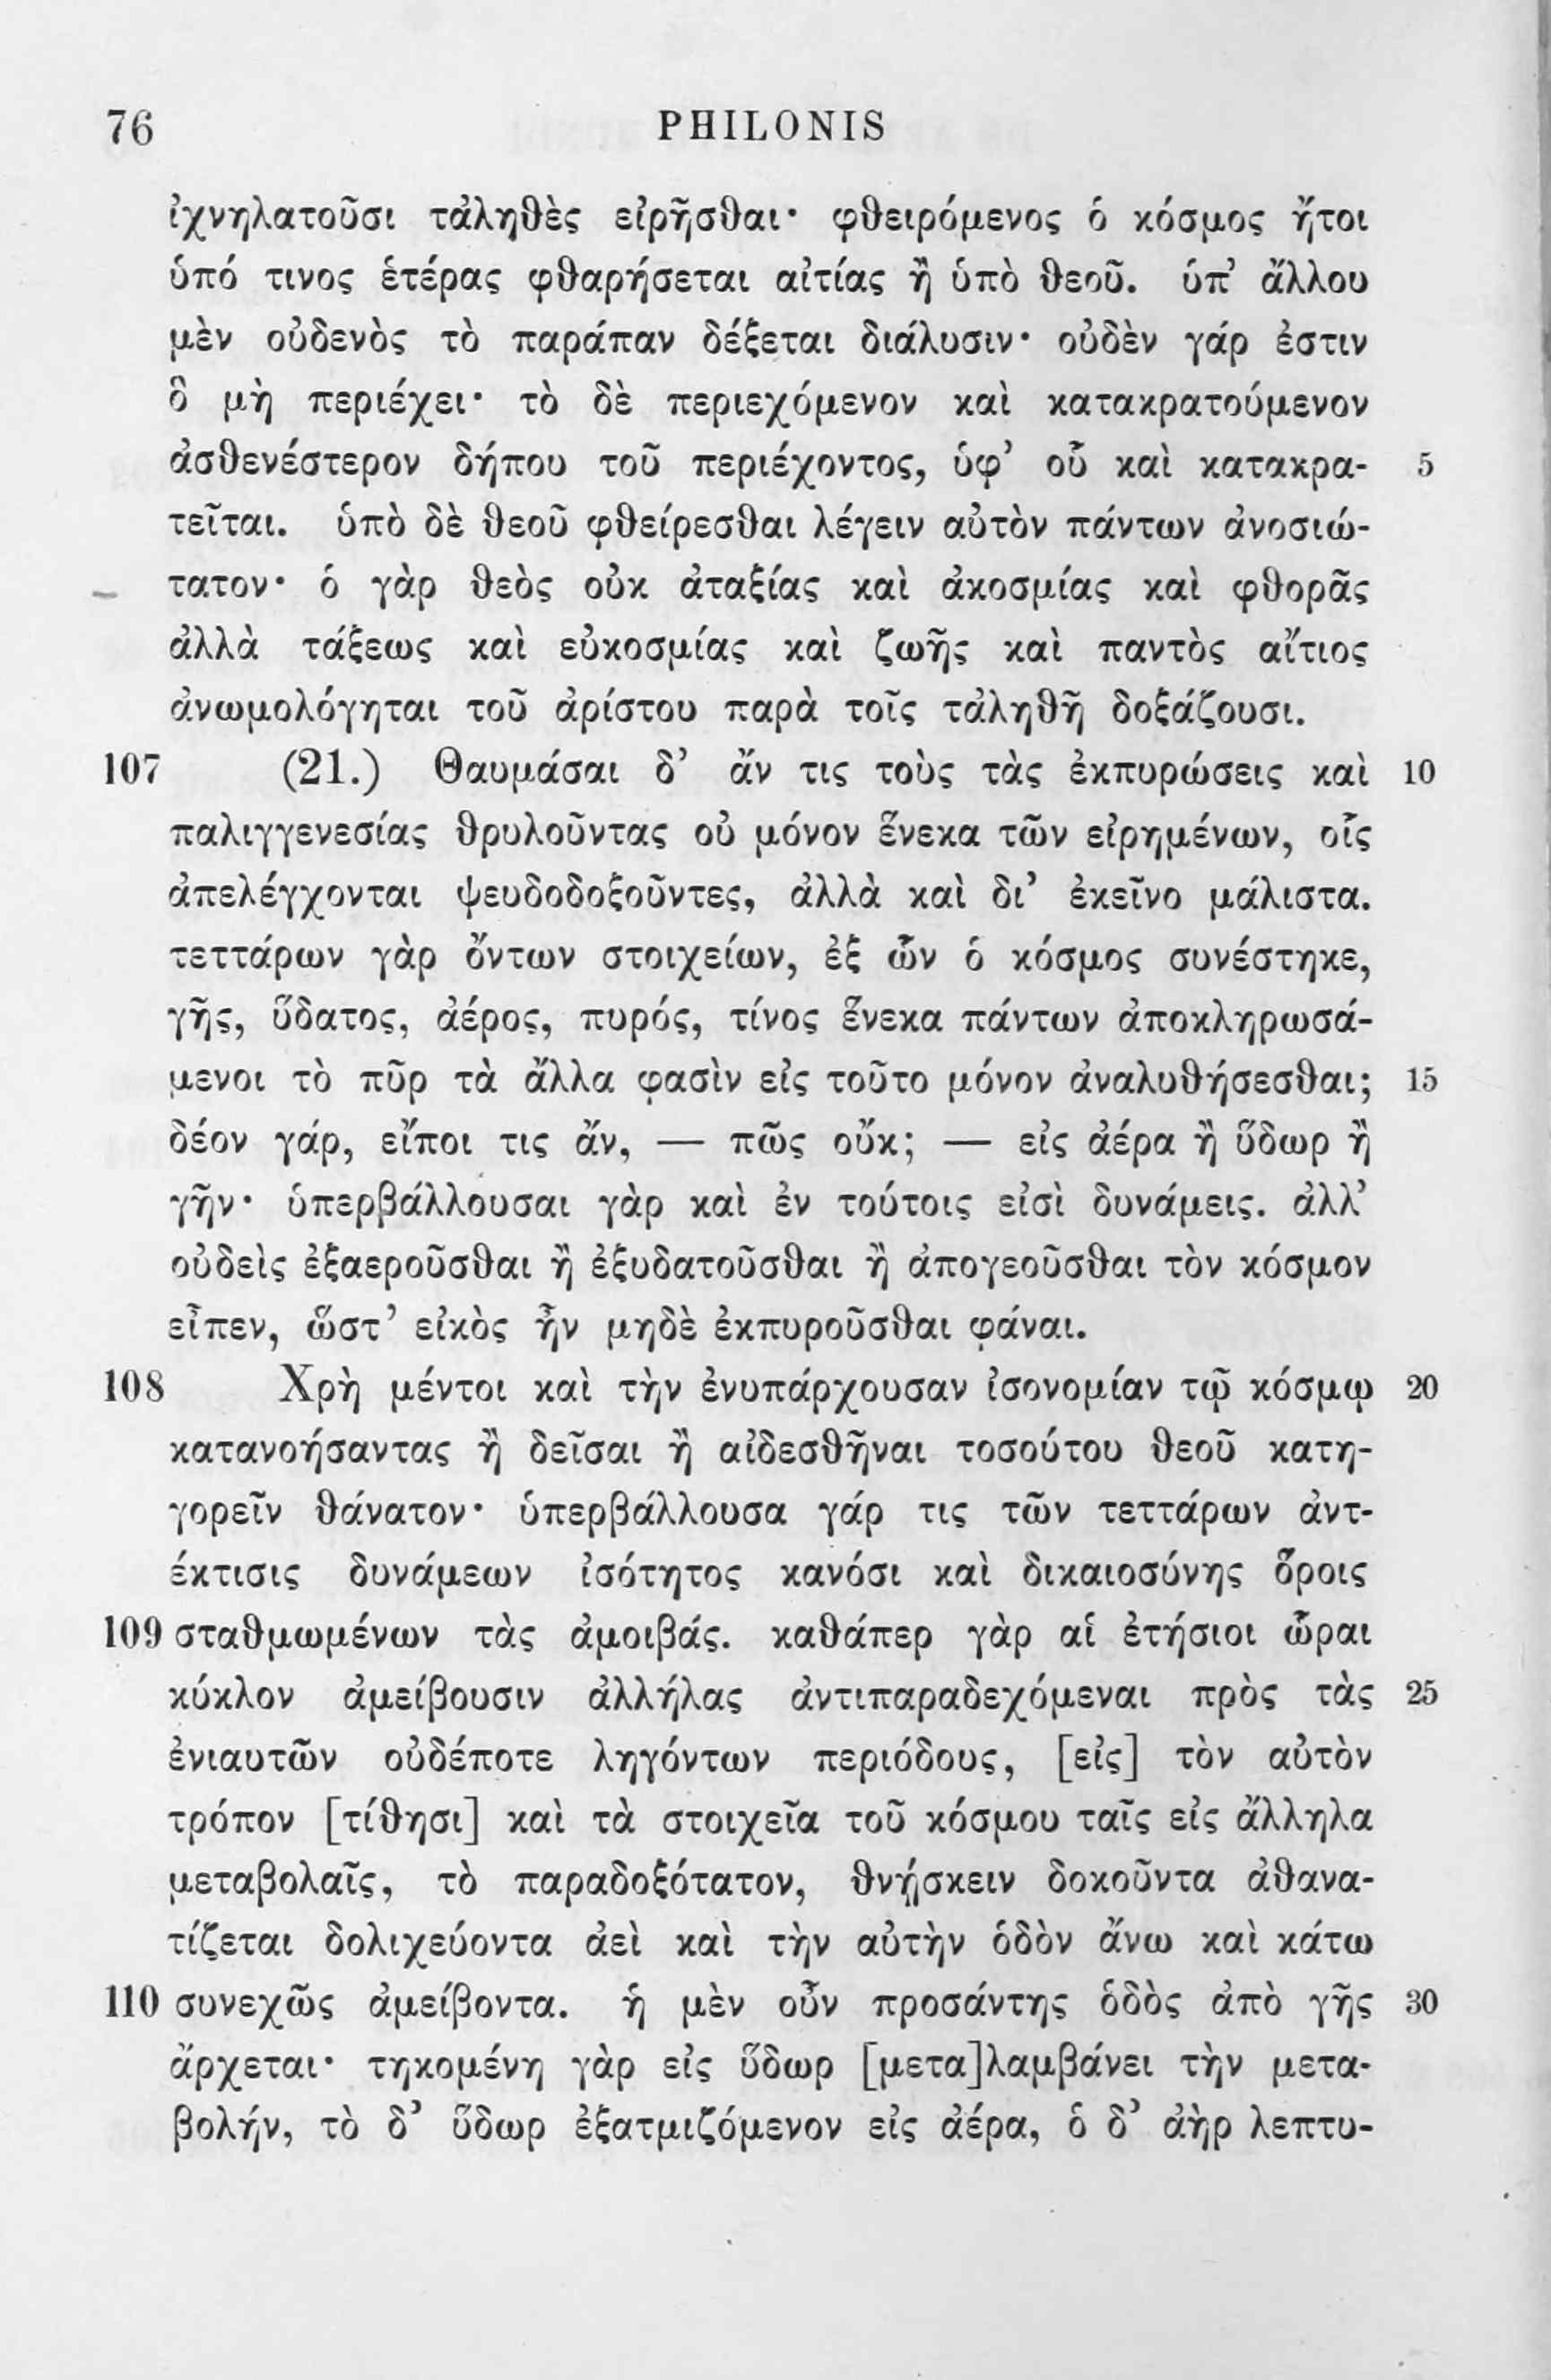 76 PHILONIS
ἰχνηλατοῦσι τἀληθὲς εἰρῆσθαι· φθειρόμενος ὁ κόσμος ἤτοι
ὑπό τινος ἑτέρας φθαρήσεται αἰτίας ἢ ὑπὸ θεοῦ. ὑπ’ ἄλλου
μὲν οὐδενὸς τὸ παράπαν δέξεται διάλυσιν· οὐδὲν γάρ ἐστιν
ὃ μὴ περιέχει· τὸ δὲ περιεχόμενον καὶ κατακρατούμενον
ἀσθενέστερον δήπου τοῦ περιέχοντος, ὑφ’ οὗ καὶ κατακρα- 5
τεῖται. ὑπὸ δὲ θεοῦ φθείρεσθαι λέγειν αὐτὸν πάντων ἀνοσιώ-
τατον· ὁ γὰρ θεὸς οὐκ ἀταξίας καὶ ἀκοσμίας καὶ φθορᾶς
ἀλλὰ τάξεως καὶ εὐκοσμίας καὶ ζωῆς καὶ παντὸς αἴτιος
ἀνωμολόγηται τοῦ ἀρίστου παρὰ τοῖς τἀληθῆ δοξάζουσι.
107 (21.) Θαυμάσαι δ’ ἄν τις τοὺς τὰς ἐκπυρώσεις καὶ 10
παλιγγενεσίας θρυλοῦντας οὐ μόνον ἕνεκα τῶν εἰρημένων, οἷς
ἀπελέγχονται ψευδοδοξοῦντες, ἀλλὰ καὶ δι’ ἐκεῖνο μάλιστα.
τεττάρων γὰρ ὄντων στοιχείων, ἐξ ὧν ὁ κόσμος συνέστηκε,
γῆς, ὕδατος, ἀέρος, πυρός, τίνος ἕνεκα πάντων ἀποκληρωσά-
μενοι τὸ πῦρ τὰ ἄλλα φασὶν εἰς τοῦτο μόνον ἀναλυθήσεσθαι; 15
δέον γάρ, εἴποι τις ἄν, — πῶς οὔκ; — εἰς ἀέρα ἢ ὕδωρ ἢ
γῆν· ὑπερβάλλουσαι γὰρ καὶ ἐν τούτοις εἰσὶ δυνάμεις. ἀλλ’
οὐδεὶς ἐξαεροῦσθαι ἢ ἐξυδατοῦσθαι ἢ ἀπογεοῦσθαι τὸν κόσμον
εἶπεν, ὥστ’ εἰκὸς ἦν μηδὲ ἐκπυροῦσθαι φάναι.
108 Χρὴ μέντοι καὶ τὴν ἐνυπάρχουσαν ἰσονομίαν τῷ κόσμῳ 20
κατανοήσαντας ἢ δεῖσαι ἢ αἰδεσθῆναι τοσούτου θεοῦ κατη-
γορεῖν θάνατον· ὑπερβάλλουσα γάρ τις τῶν τεττάρων ἀντ-
έκτισις δυνάμεων ἰσότητος κανόσι καὶ δικαιοσύνης ὅροις
109 σταθμωμένων τὰς ἀμοιβάς. καθάπερ γὰρ αἱ ἐτήσιοι ὧραι
κύκλον ἀμείβουσιν ἀλλήλας ἀντιπαραδεχόμεναι πρὸς τὰς 25
ἐνιαυτῶν οὐδέποτε ληγόντων περιόδους, [εἰς] τὸν αὐτὸν
τρόπον [τίθησι] καὶ τὰ στοιχεῖα τοῦ κόσμου ταῖς εἰς ἄλληλα
μεταβολαῖς, τὸ παραδοξότατον, θνῄσκειν δοκοῦντα ἀθανα-
τίζεται δολιχεύοντα ἀεὶ καὶ τὴν αὐτὴν ὁδὸν ἄνω καὶ κάτω
110 συνεχῶς ἀμείβοντα. ἡ μὲν οὖν προσάντης ὁδὸς ἀπὸ γῆς 30
ἄρχεται· τηκομένη γὰρ εἰς ὕδωρ [μετα]λαμβάνει τὴν μετα-
βολήν, τὸ δ’ ὕδωρ ἐξατμιζόμενον εἰς ἀέρα, ὁ δ’ ἀὴρ λεπτυ-